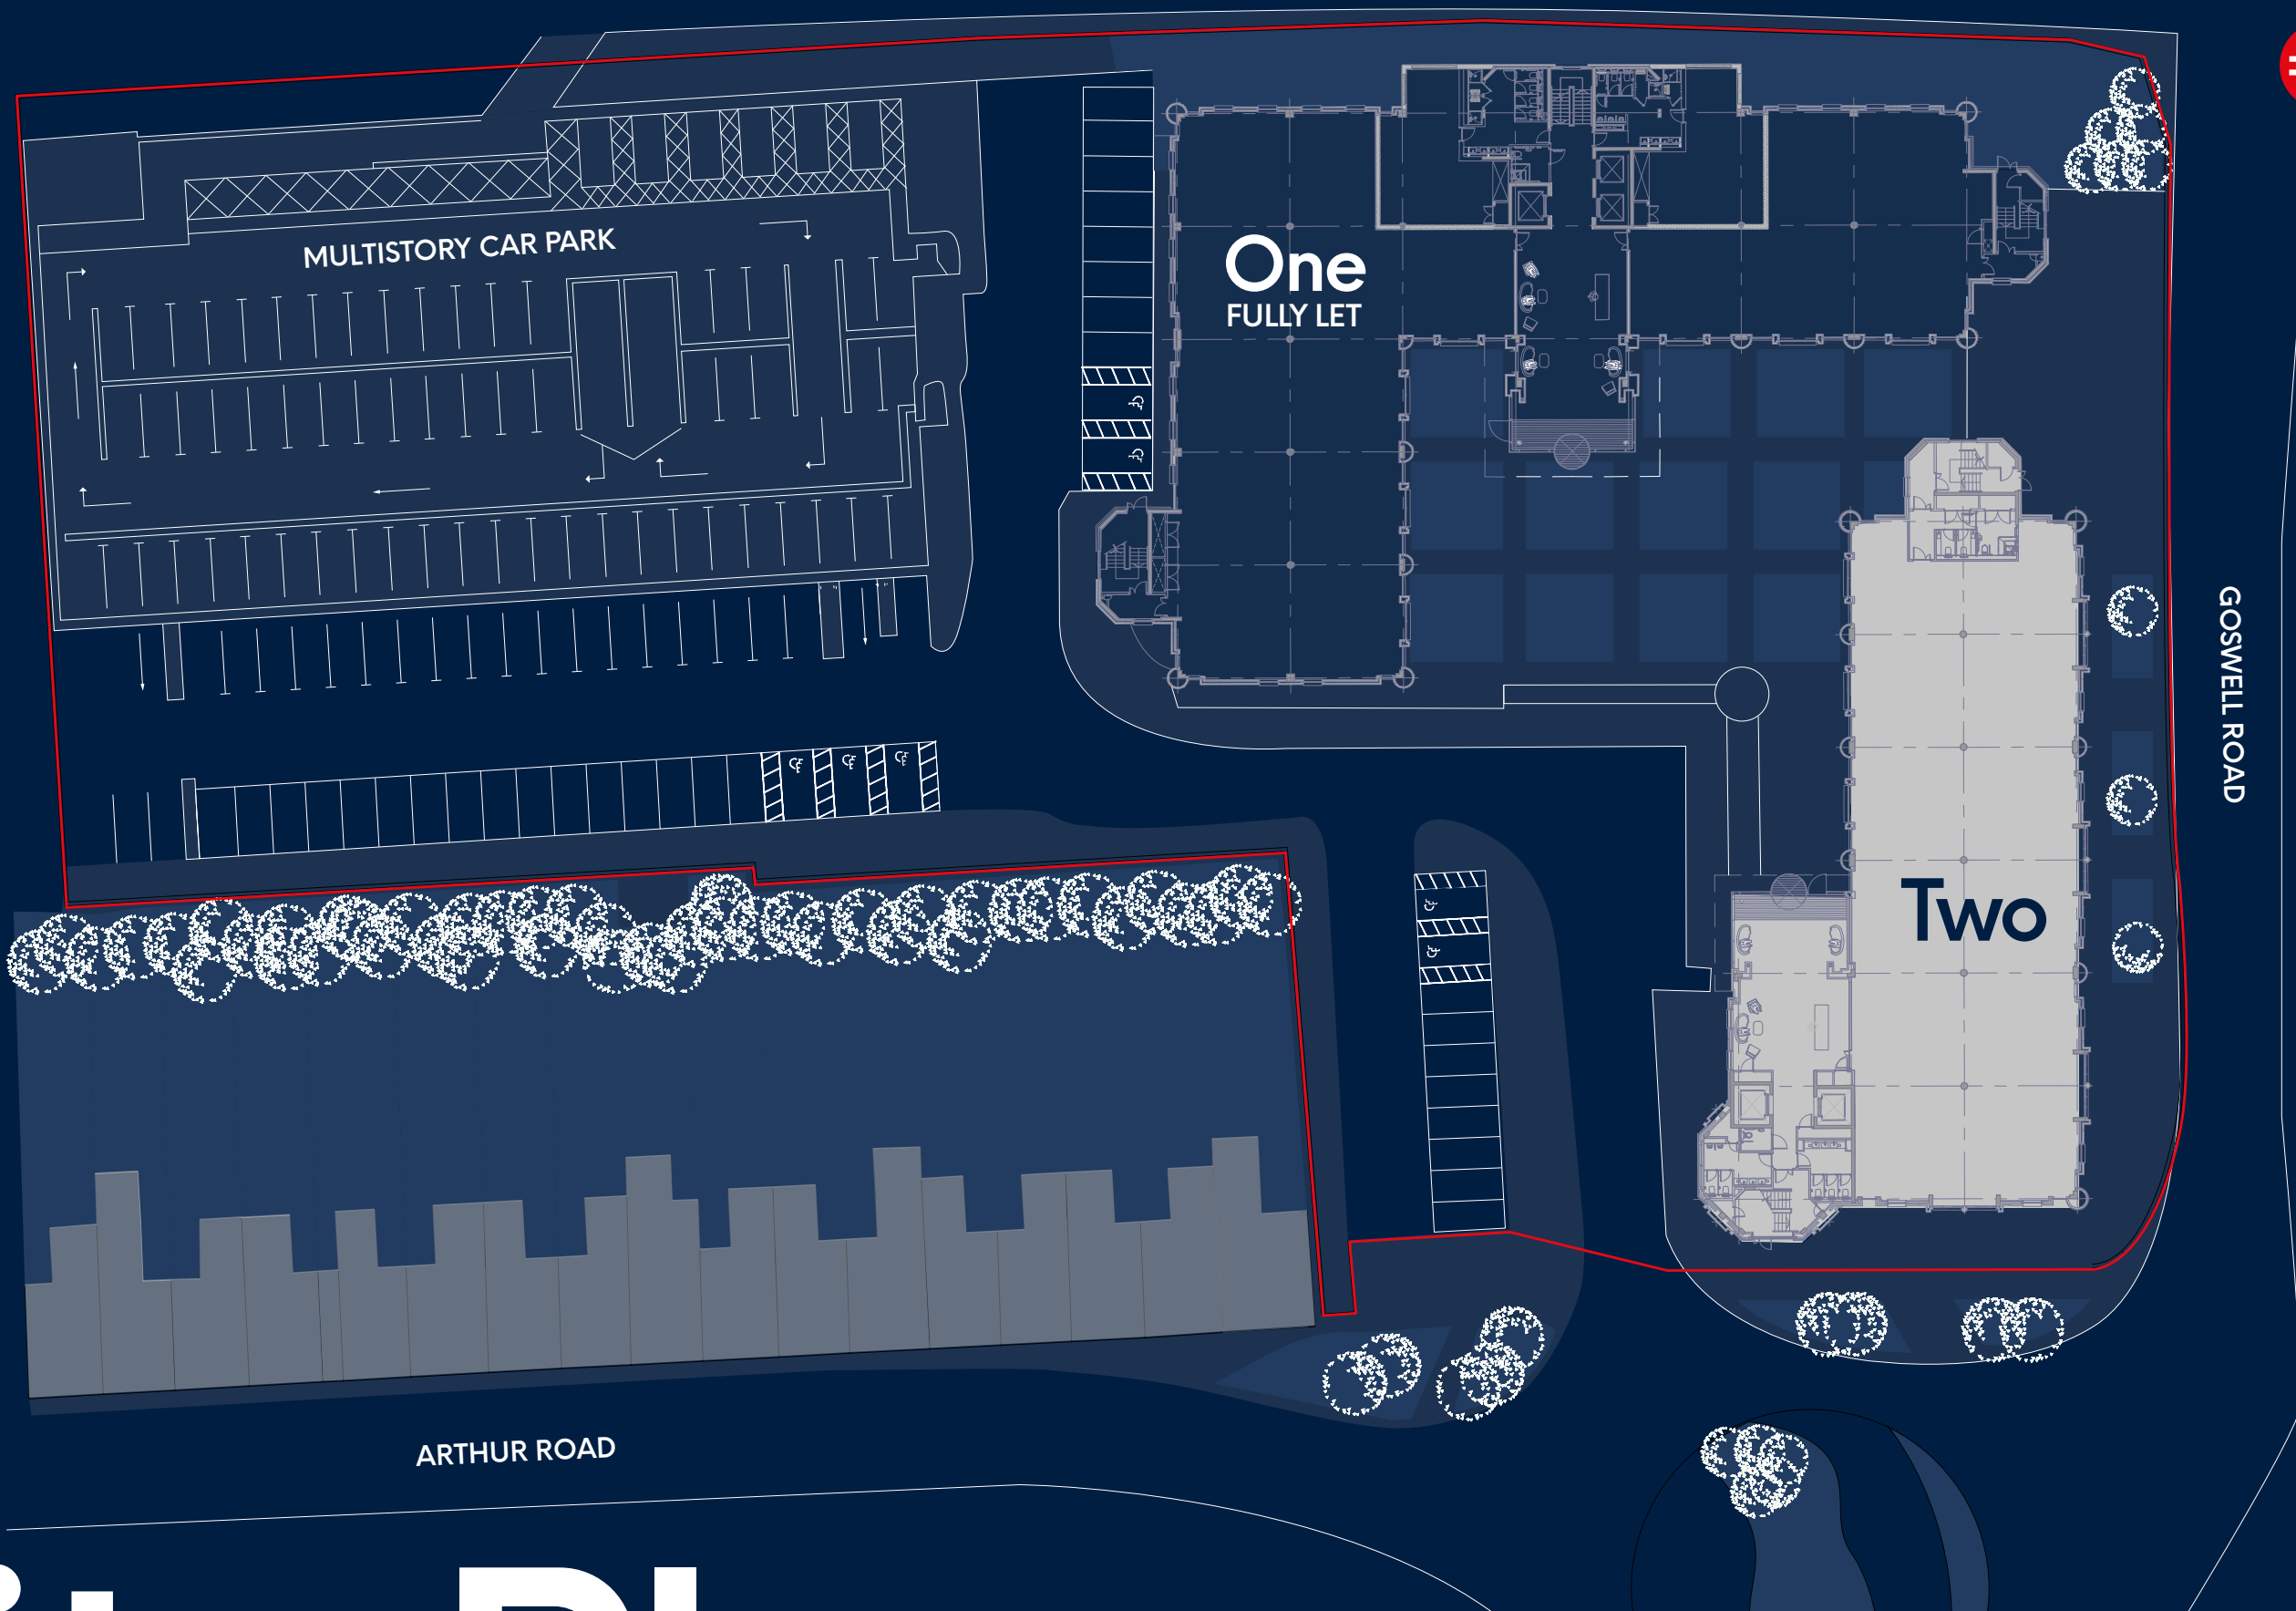 MULTISTORY CAR PARK
One
FULLY LET
GOSWELL ROAD
Two
ARTHUR ROAD